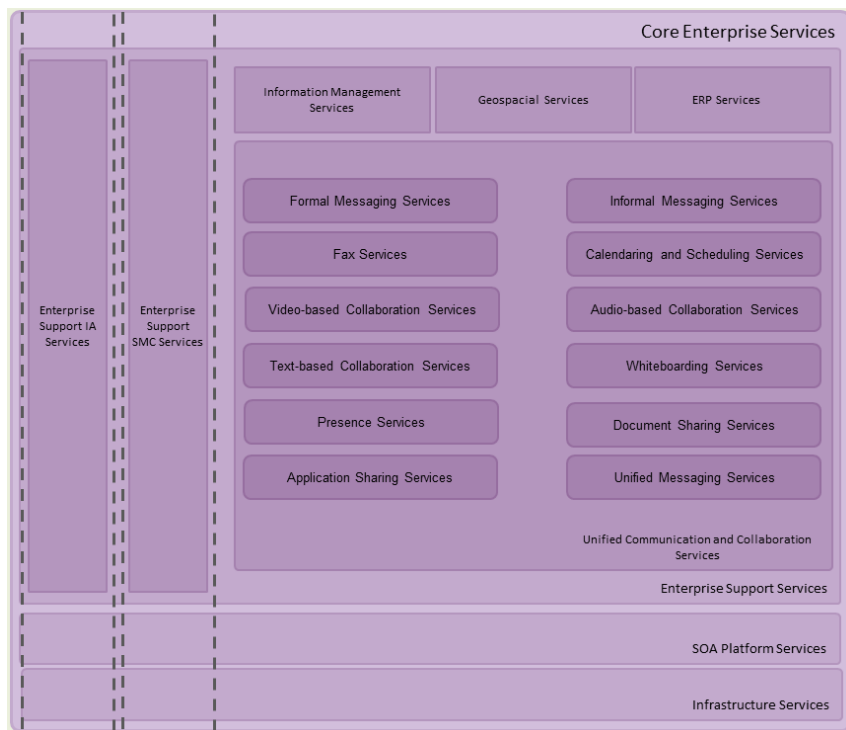 Core Enterprise Services
Information Management
Services
Geospacial Services
ERP Services
Formal Messaging Services
Informal Messaging Services
Fax Services
Calendaring and Scheduling Services
Enterprise
Support IA
Services
Enterprise
Support
SMC Services
Video-based Collaboration Services
Audio-based Collaboration Services
Text-based Collaboration Services
Whiteboarding Services
Presence Services
Document Sharing Services
Application Sharing Services
Unified Messaging Services
Unified Communication and Collaboration
Services
Enterprise Support Services
SOA Platform Services
Infrastructure Services